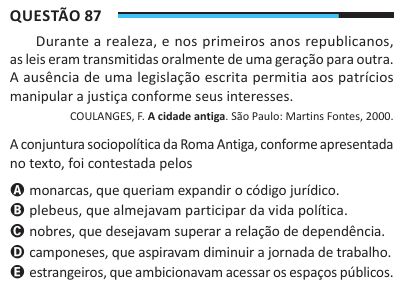 QUESTÃO 87
Durante a realeza, e nos primeiros anos republicanos,
as leis eram transmitidas oralmente de uma geração para outra.
A ausência de uma legislação escrita permitia aos patrícios
manipular a justiça conforme seus interesses.
COULANGES, F. A cidade antiga. São Paulo: Martins Fontes, 2000.
A conjuntura sociopolítica da Roma Antiga, conforme apresentada
no texto, foi contestada pelos
A monarcas, que queriam expandir o código jurídico.
B plebeus, que almejavam participar da vida política.
C nobres, que desejavam superar a relação de dependência.
D camponeses, que aspiravam diminuir a jornada de trabalho.
E estrangeiros, que ambicionavam acessar os espaços públicos.